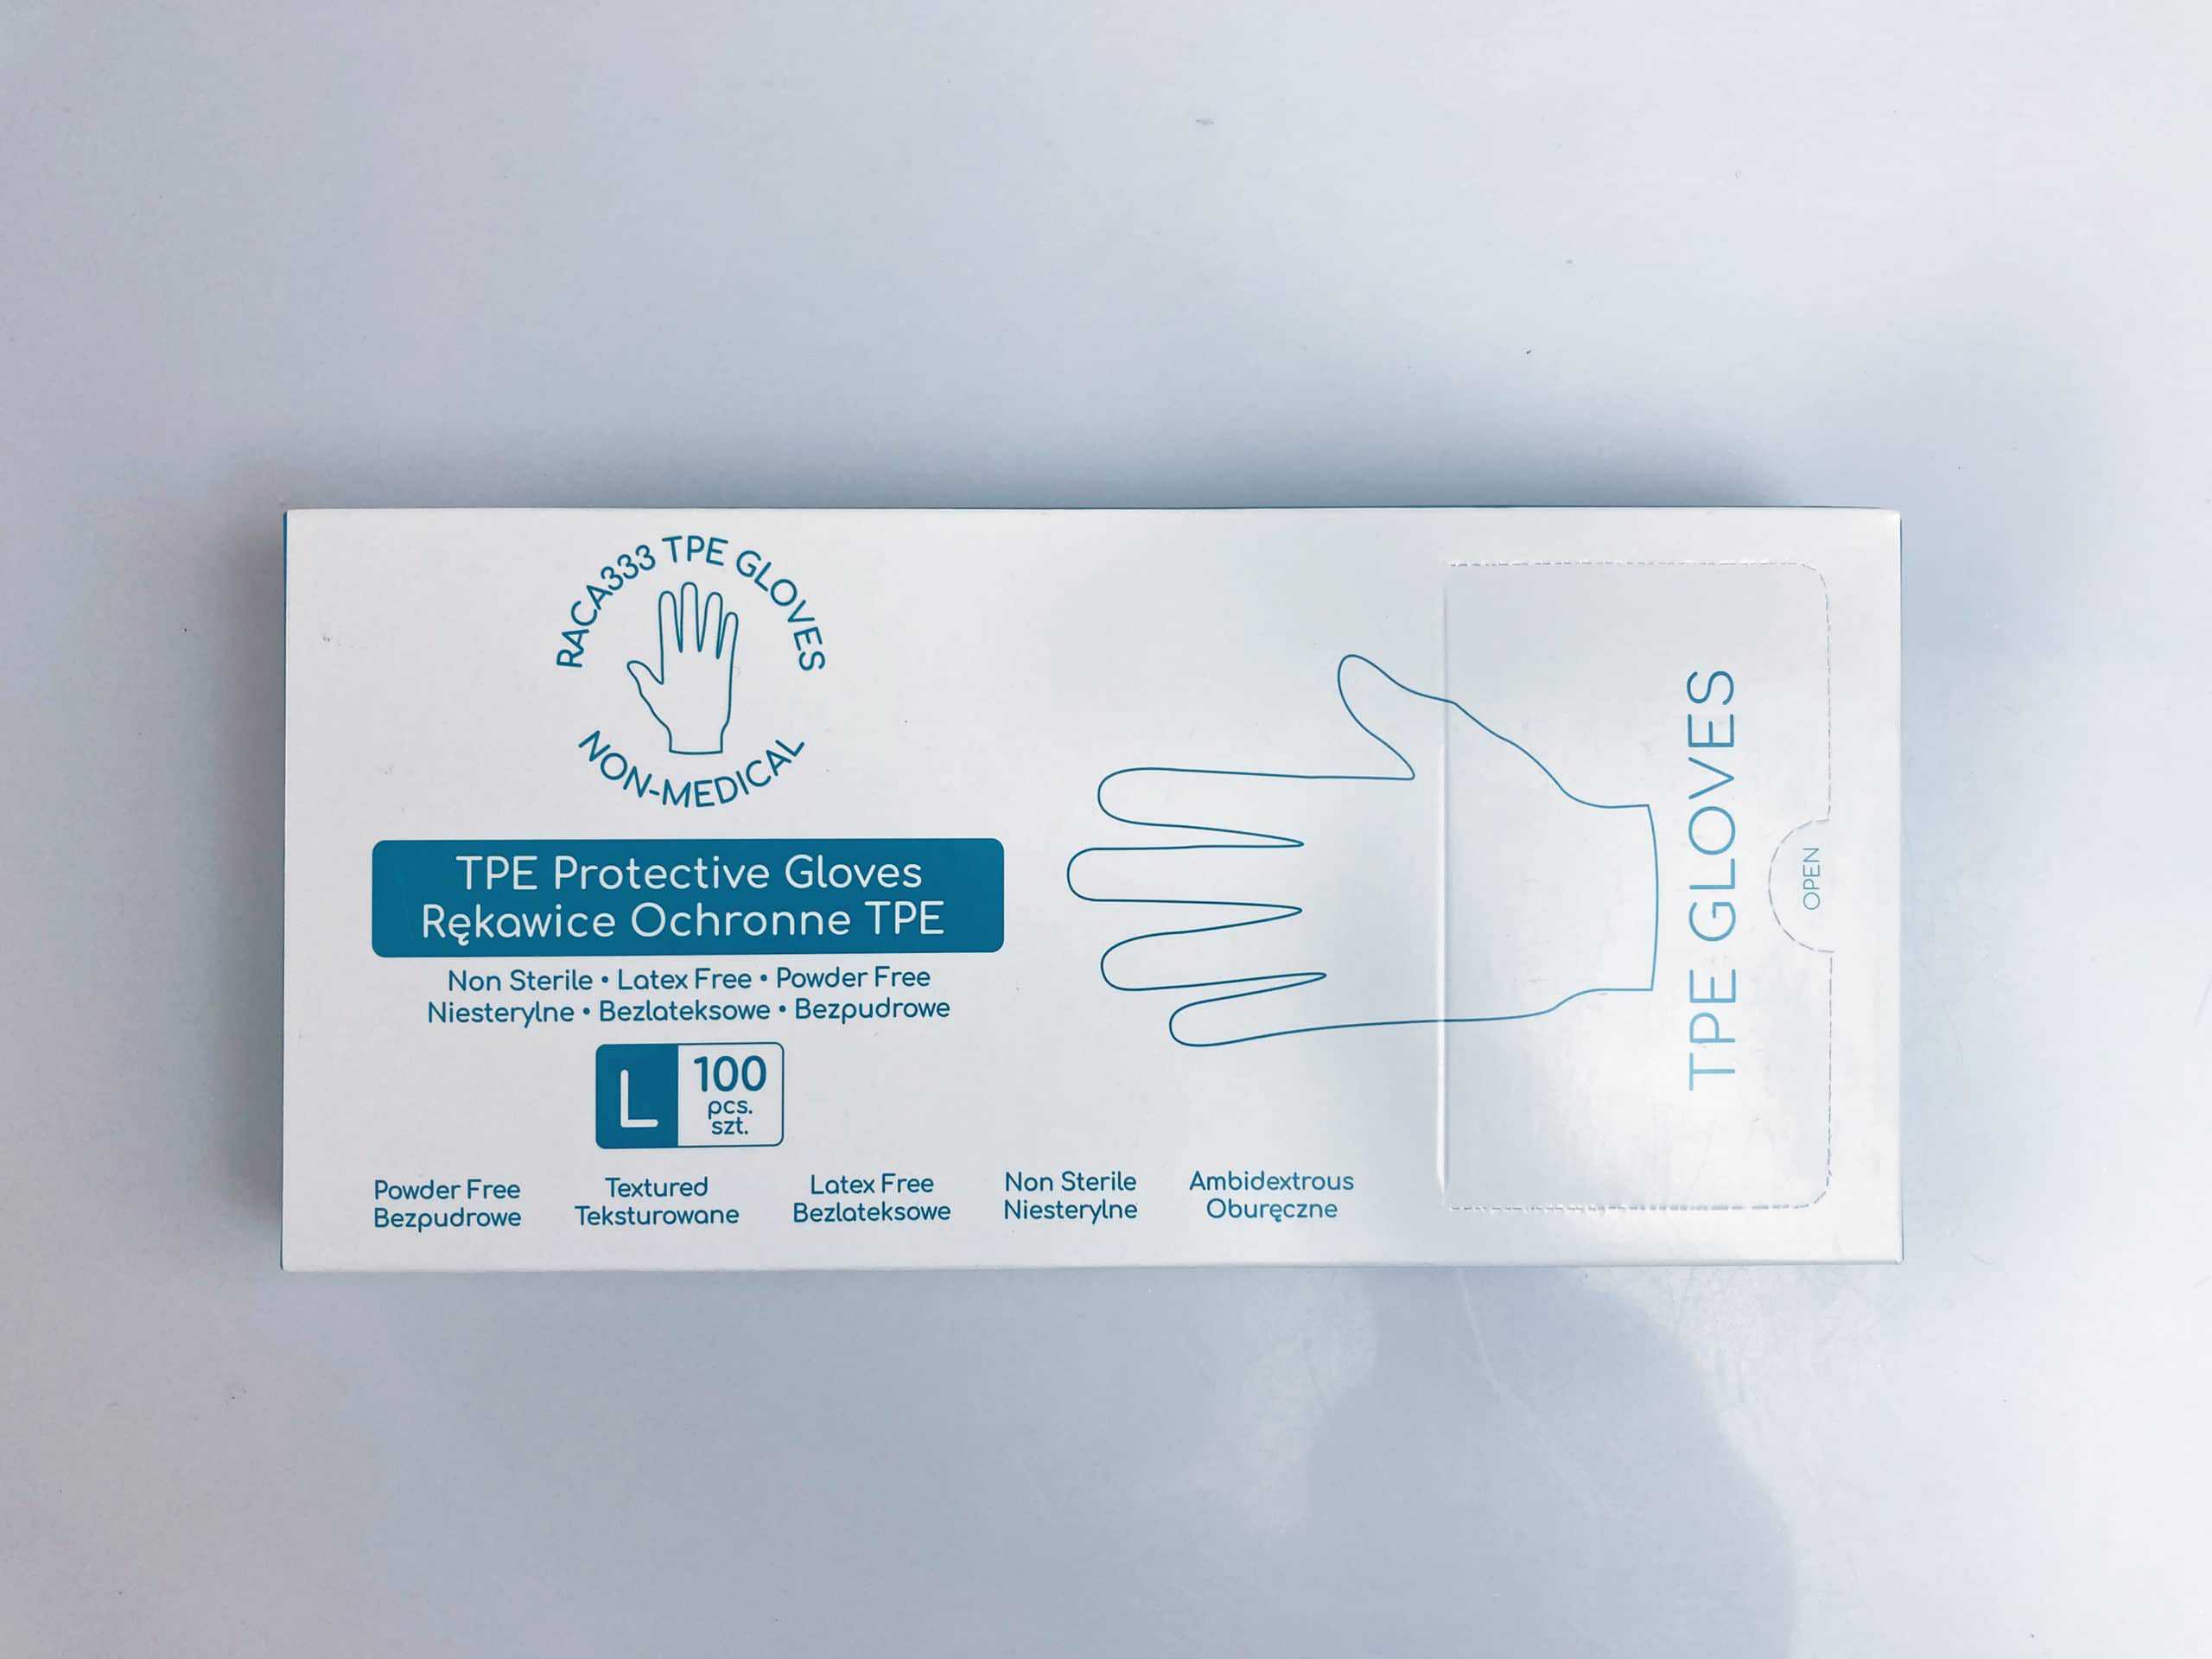 RACA333 TPE GLOVES
NON-MEDICAL
TPE Protective Gloves
Rękawice Ochronne TPE
Non Sterile • Latex Free • Powder Free
Niesterylne • Bezlateksowe • Bezpudrowe
L
100
pcs.
szt.
Powder Free
Bezpudrowe
Textured
Teksturowane
Latex Free
Bezlateksowe
Non Sterile
Niesterylne
Ambidextrous
Oburęczne
TPE GLOVES
OPEN